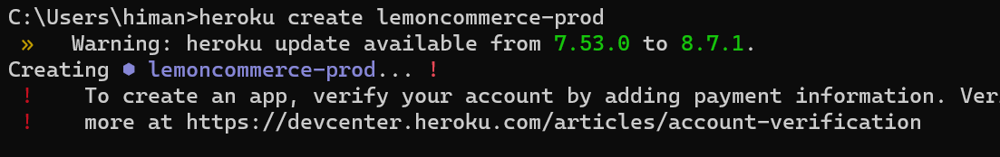 C:\Users\himan>heroku create lemoncommerce-prod
»   Warning: heroku update available from 7.53.0 to 8.7.1.
Creating ⬢ lemoncommerce-prod... !
!    To create an app, verify your account by adding payment information. Veri
!    more at https://devcenter.heroku.com/articles/account-verification